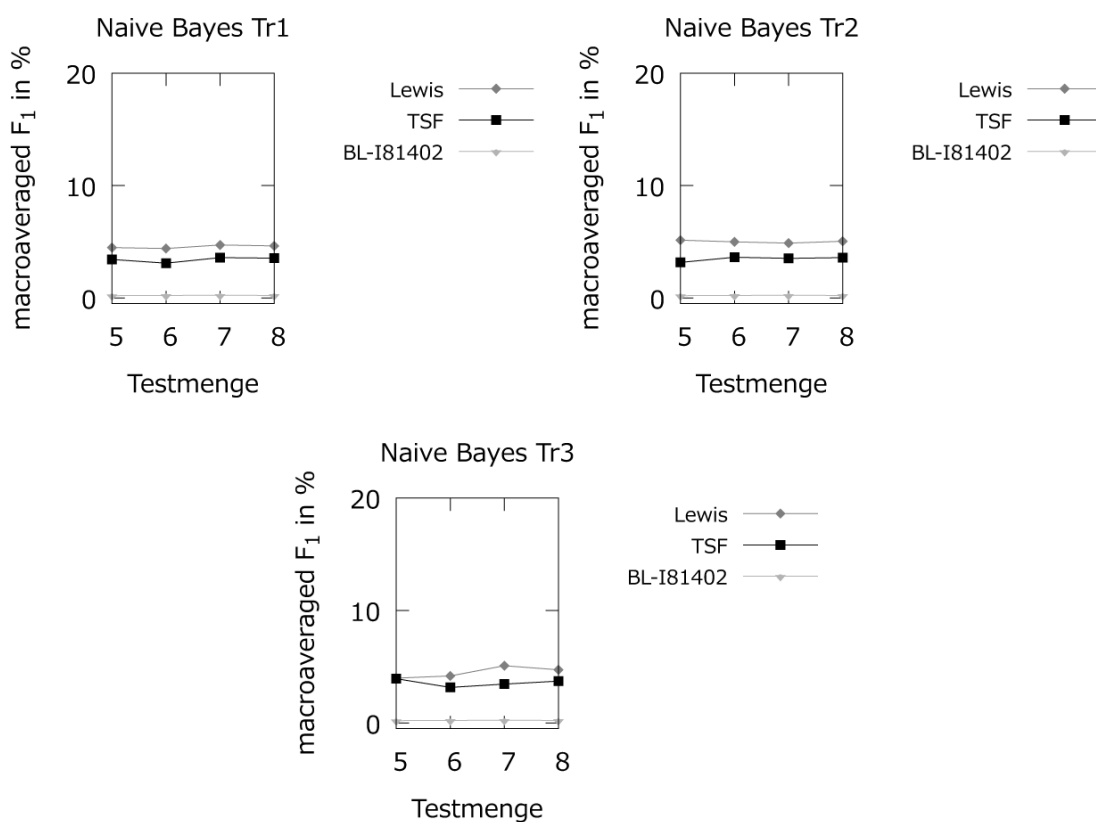 Naive Bayes Tr1
macroaveraged F1 in %
20
10
0
5 6 7 8
Testmenge
Lewis
TSF
BL-I81402
Naive Bayes Tr2
macroaveraged F1 in %
20
10
0
5 6 7 8
Testmenge
Lewis
TSF
BL-I81402
Naive Bayes Tr3
macroaveraged F1 in %
20
10
0
5 6 7 8
Testmenge
Lewis
TSF
BL-I81402